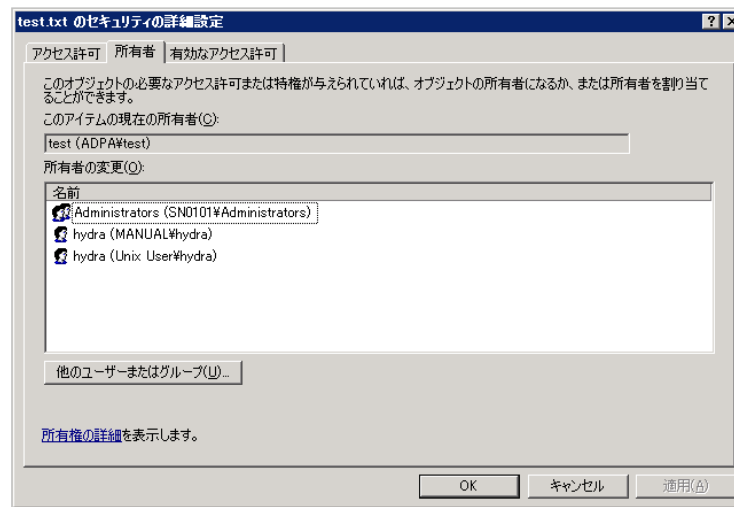 test.txt のセキュリティの詳細設定
アクセス許可 所有者 有効なアクセス許可
このオブジェクトの必要なアクセス許可または特権が与えられていれば、オブジェクトの所有者になるか、または所有者を割り当て
ることができます。
このアイテムの現在の所有者(C):
test (ADPA¥test)
所有者の変更(O):
名前
Administrators (SN0101¥Administrators)
hydra (MANUAL¥hydra)
hydra (Unix User¥hydra)
他のユーザーまたはグループ(U)...
所有権の詳細を表示します。
OK キャンセル 適用(A)